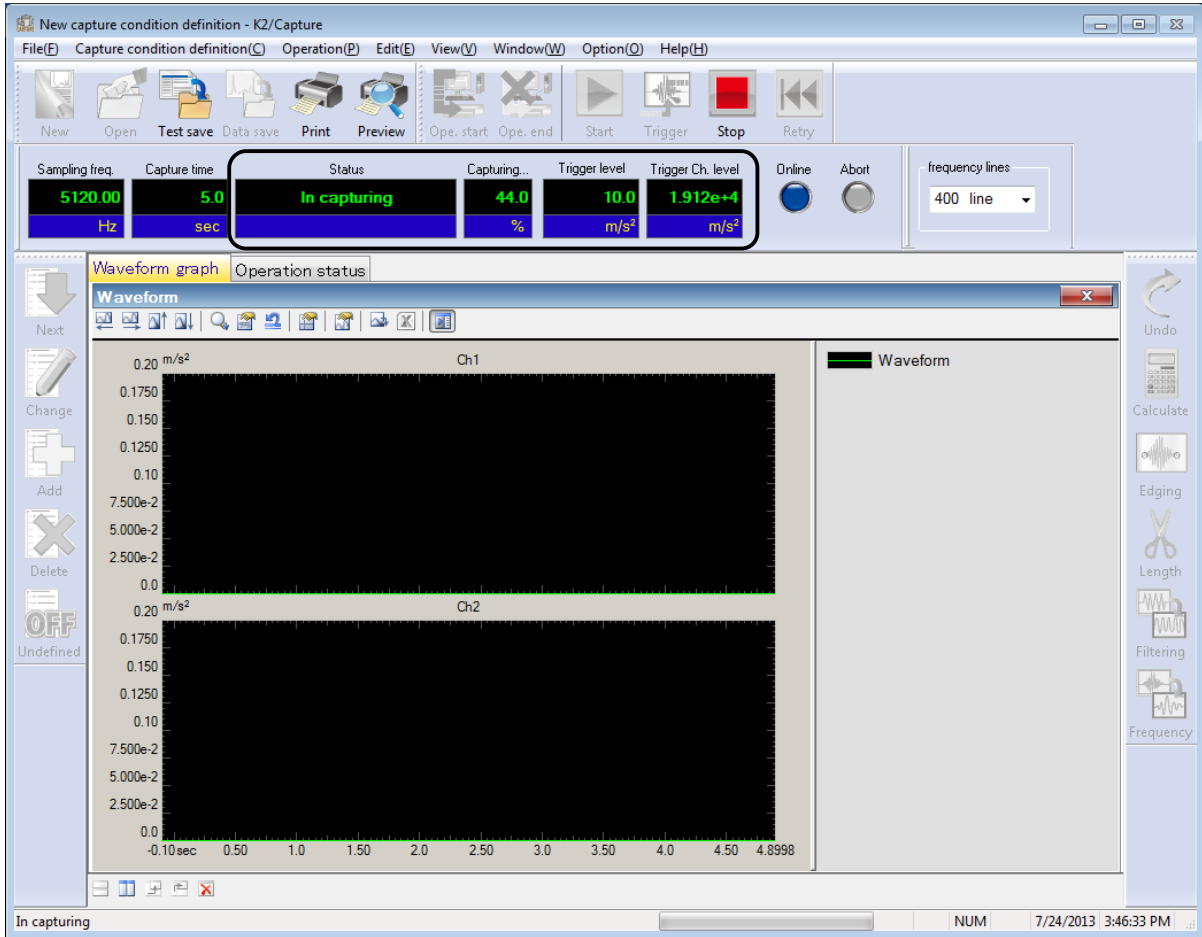 New capture condition definition - K2/Capture
File(F) Capture condition definition(C) Operation(P) Edit(E) View(V) Window(W) Option(O) Help(H)
New Open Test save Data save Print Preview Ope. start Ope. end Start Trigger Stop Retry
Sampling freq. Capture time Status Capturing... Trigger level Trigger Ch. level Online Abort frequency lines
5120.00 5.0 In capturing 44.0 10.0 1.912e+4 400 line
Hz sec % m/s² m/s²
Waveform graph Operation status
Waveform
Next
Change
Add
Delete
OFF
Undefined
0.20 m/s² Ch1
0.1750
0.150
0.1250
0.10
7.500e-2
5.000e-2
2.500e-2
0.0
0.20 m/s² Ch2
0.1750
0.150
0.1250
0.10
7.500e-2
5.000e-2
2.500e-2
0.0
-0.10sec 0.50 1.0 1.50 2.0 2.50 3.0 3.50 4.0 4.50 4.8998
Waveform
Undo
Calculate
Edging
Length
Filtering
Frequency
In capturing NUM 7/24/2013 3:46:33 PM